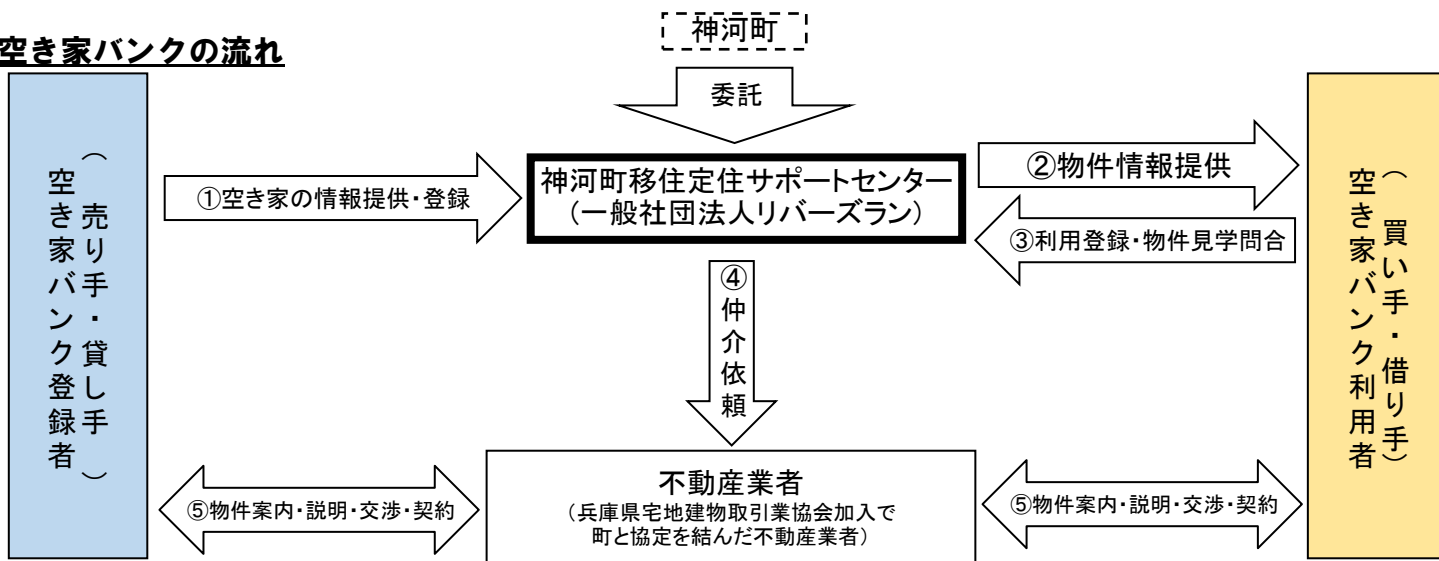 空き家バンクの流れ
神河町
委託
空き家バンク登録者
（売り手・貸し手）
①空き家の情報提供・登録
神河町移住定住サポートセンター
（一般社団法人リバーズラン）
②物件情報提供
③利用登録・物件見学問合
空き家バンク利用者
（買い手・借り手）
④仲介依頼
⑤物件案内・説明・交渉・契約
不動産業者
（兵庫県宅地建物取引業協会加入で
町と協定を結んだ不動産業者）
⑤物件案内・説明・交渉・契約